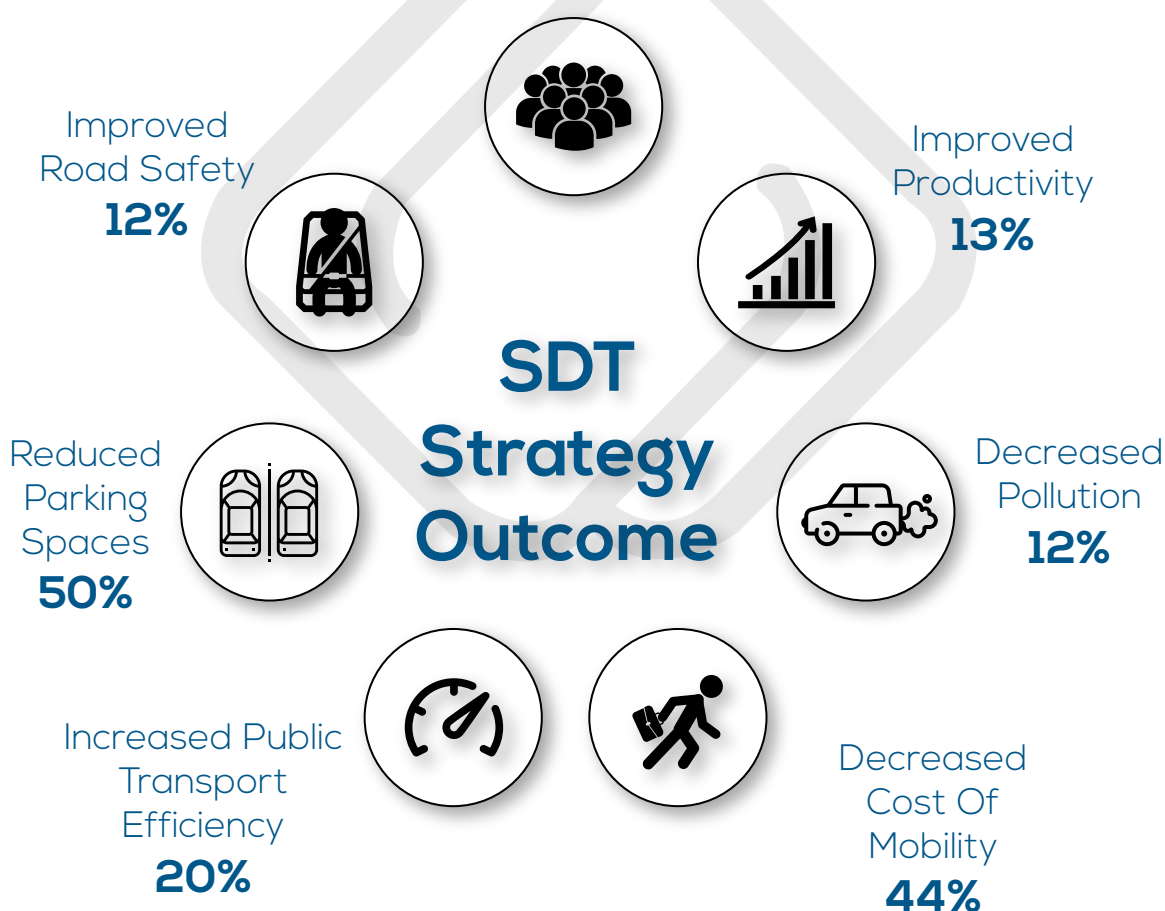 Improved
Road Safety
12%
Improved
Productivity
13%
SDT
Strategy
Outcome
Reduced
Parking
Spaces
50%
Decreased
Pollution
12%
Increased Public
Transport
Efficiency
20%
Decreased
Cost Of
Mobility
44%